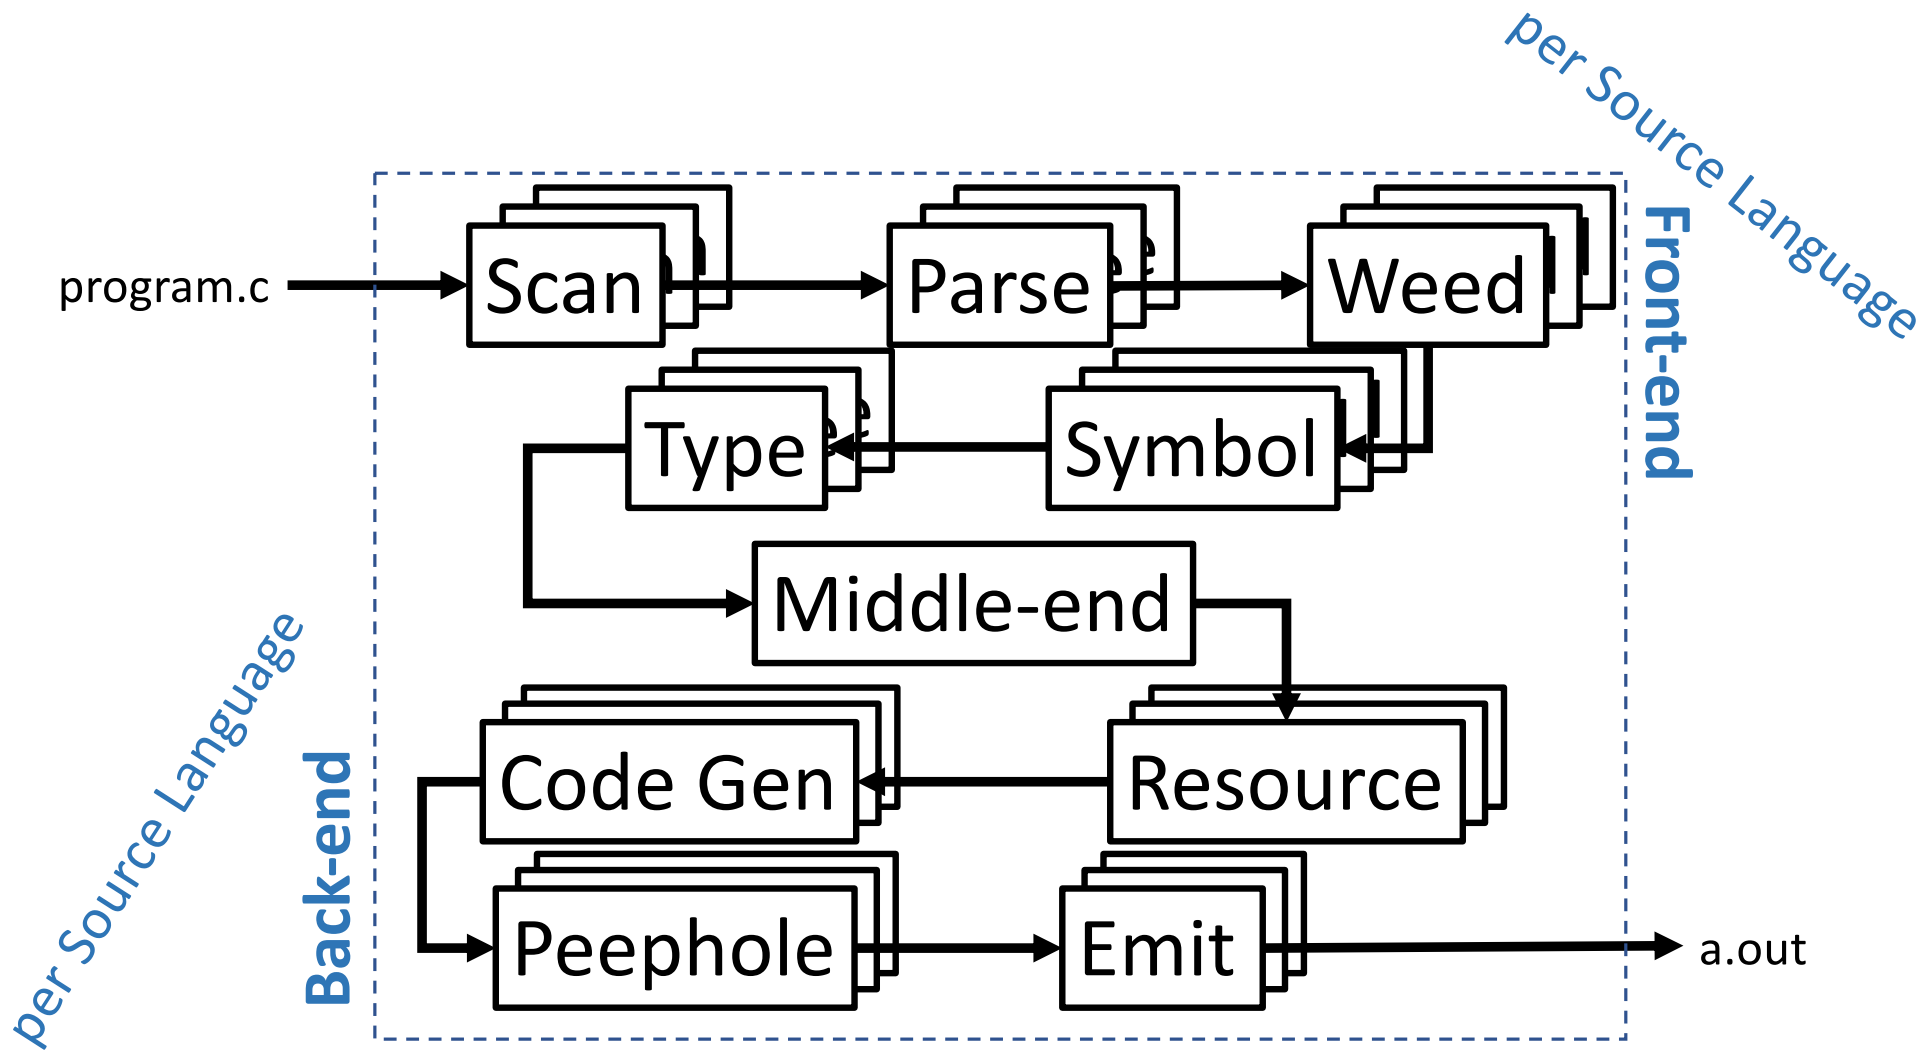 per Source Language
program.c
Scan
Parse
Weed
Front-end
Type
Symbol
Middle-end
per Source Language
Back-end
Code Gen
Resource
Peephole
Emit
a.out